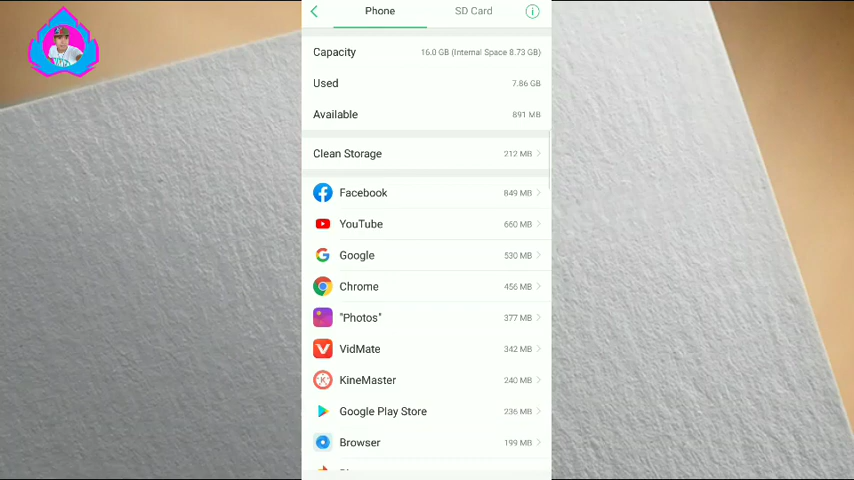 Phone SD Card
Capacity 16.0 GB (Internal Space 8.73 GB)
Used 7.86 GB
Available 891 MB
Clean Storage 212 MB
Facebook 849 MB
YouTube 660 MB
Google 530 MB
Chrome 456 MB
"Photos" 377 MB
VidMate 342 MB
KineMaster 240 MB
Google Play Store 236 MB
Browser 199 MB